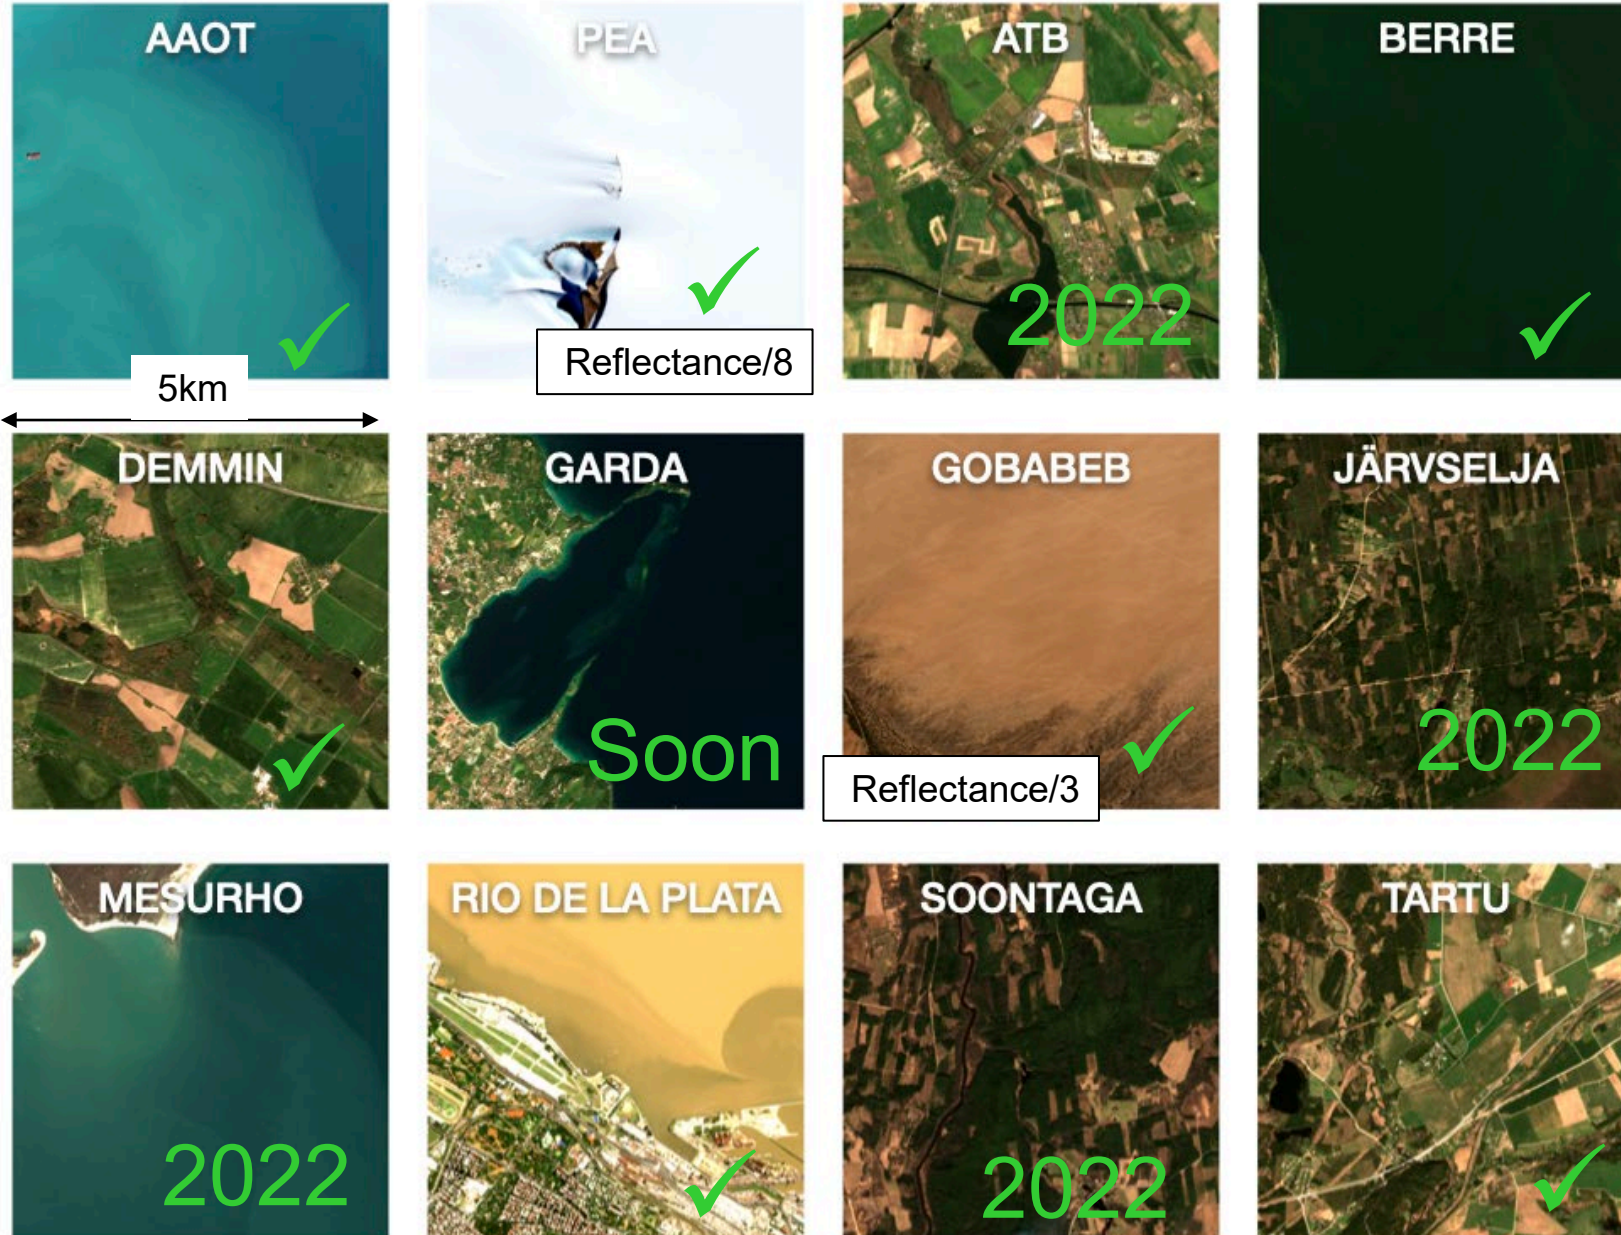 AAOT
PEA
ATB
BERRE
2022
Reflectance/8
5km
DEMMIN
GARDA
GOBABEB
JÄRVSELJA
Soon
2022
Reflectance/3
MESURHO
RIO DE LA PLATA
SOONTAGA
TARTU
2022
2022